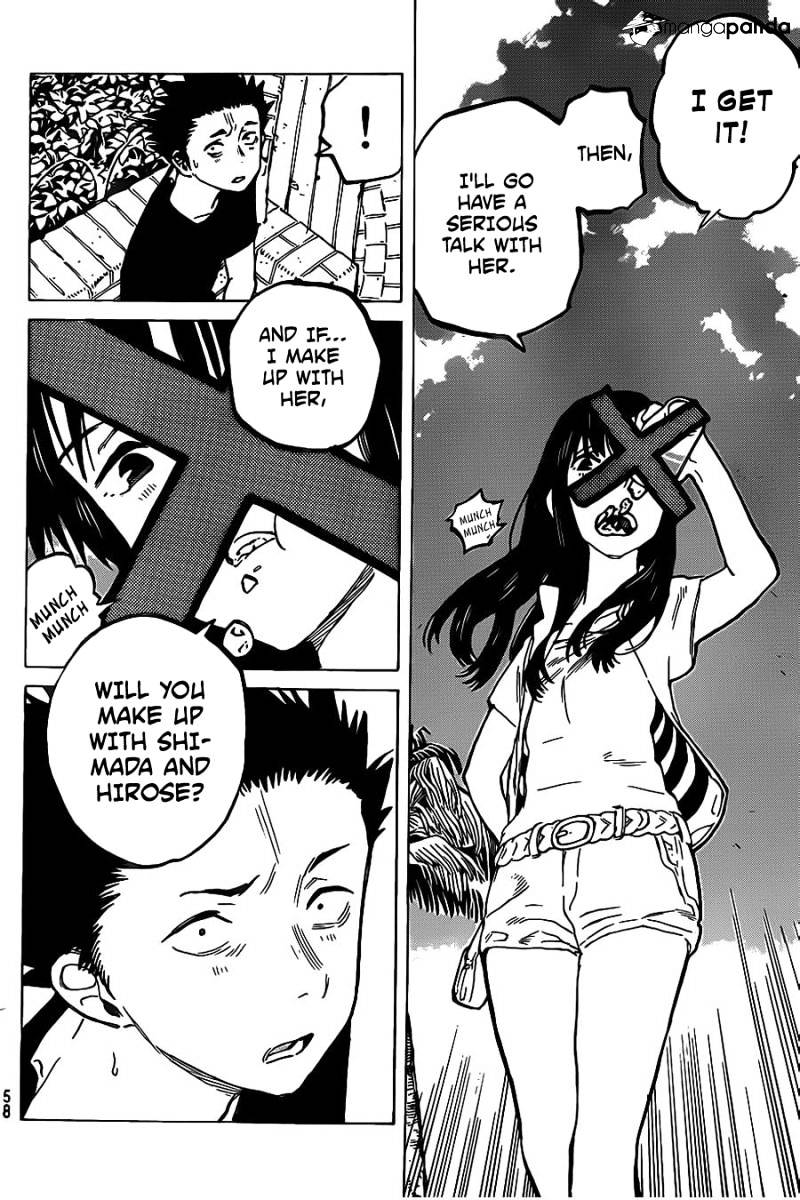 mangapanda
I GET
IT!
THEN,
I'LL GO
HAVE A
SERIOUS
TALK WITH
HER.
MUNCH
MUNCH
!
AND IF...
I MAKE
UP WITH
HER,
MUNCH
MUNCH
WILL YOU
MAKE UP
WITH SHI-
MADA AND
HIROSE?
58